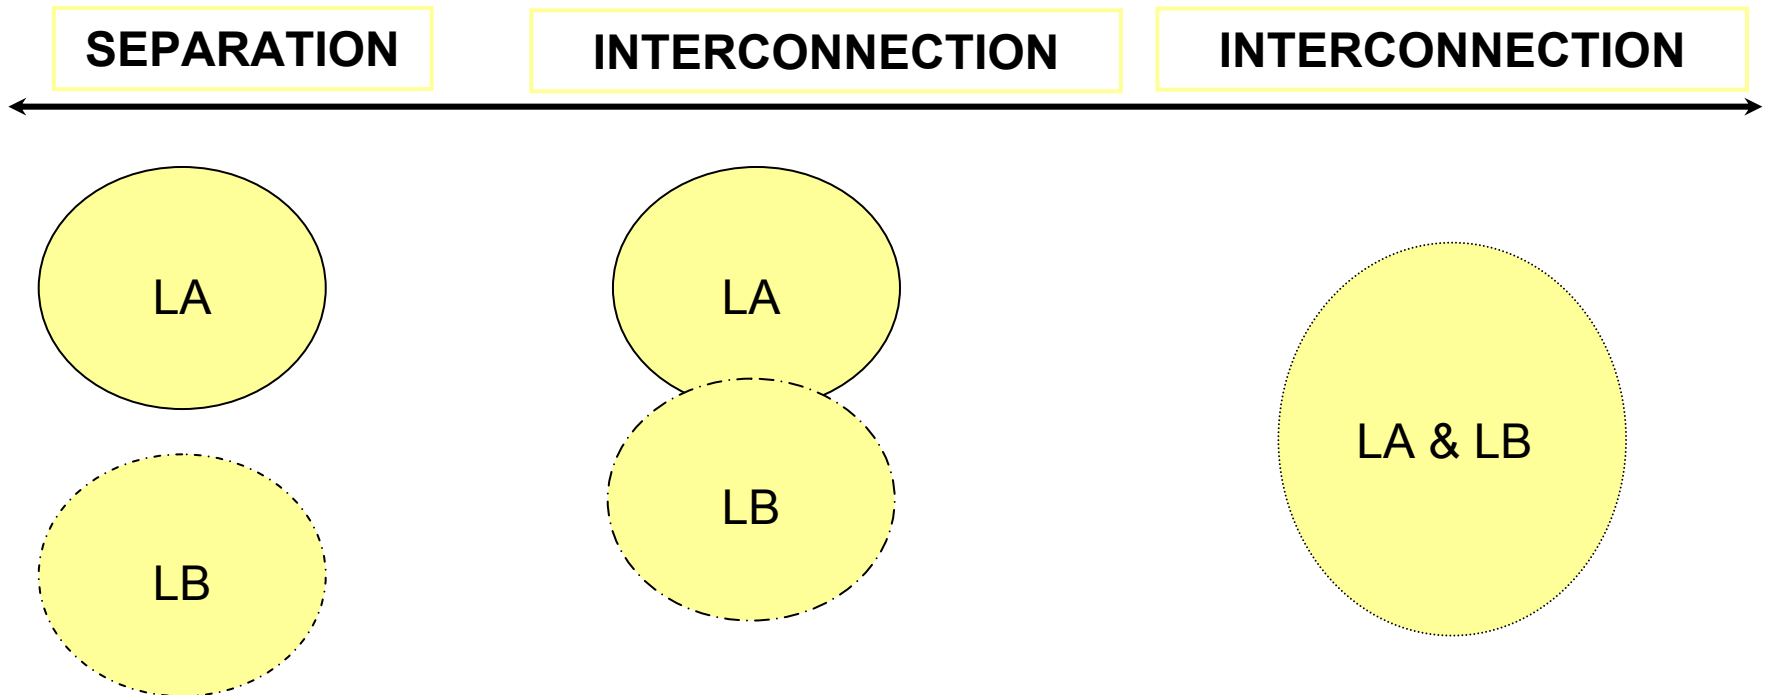 SEPARATION
INTERCONNECTION
INTERCONNECTION
LA
LB
LA
LB
LA & LB